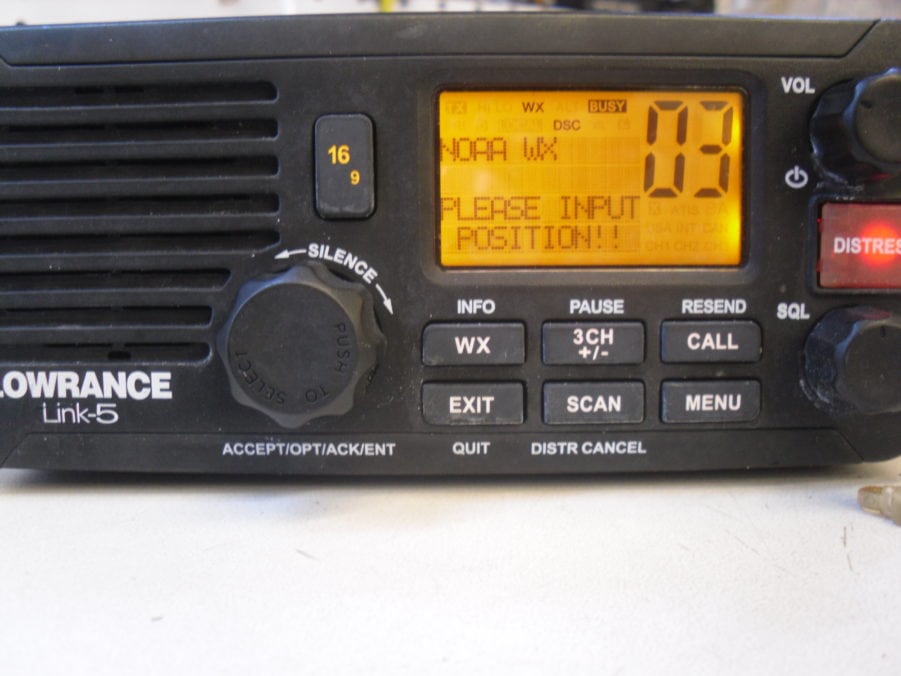 WX BUSY
DSC
03
NOAA WX
PLEASE INPUT
POSITION!!
16
9
SILENCE
PUSH TO SELECT
VOL
DISTRES
SQL
INFO PAUSE RESEND
WX 3CH +/- CALL
EXIT SCAN MENU
LOWRANCE
Link-5
ACCEPT/OPT/ACK/ENT QUIT DISTR CANCEL